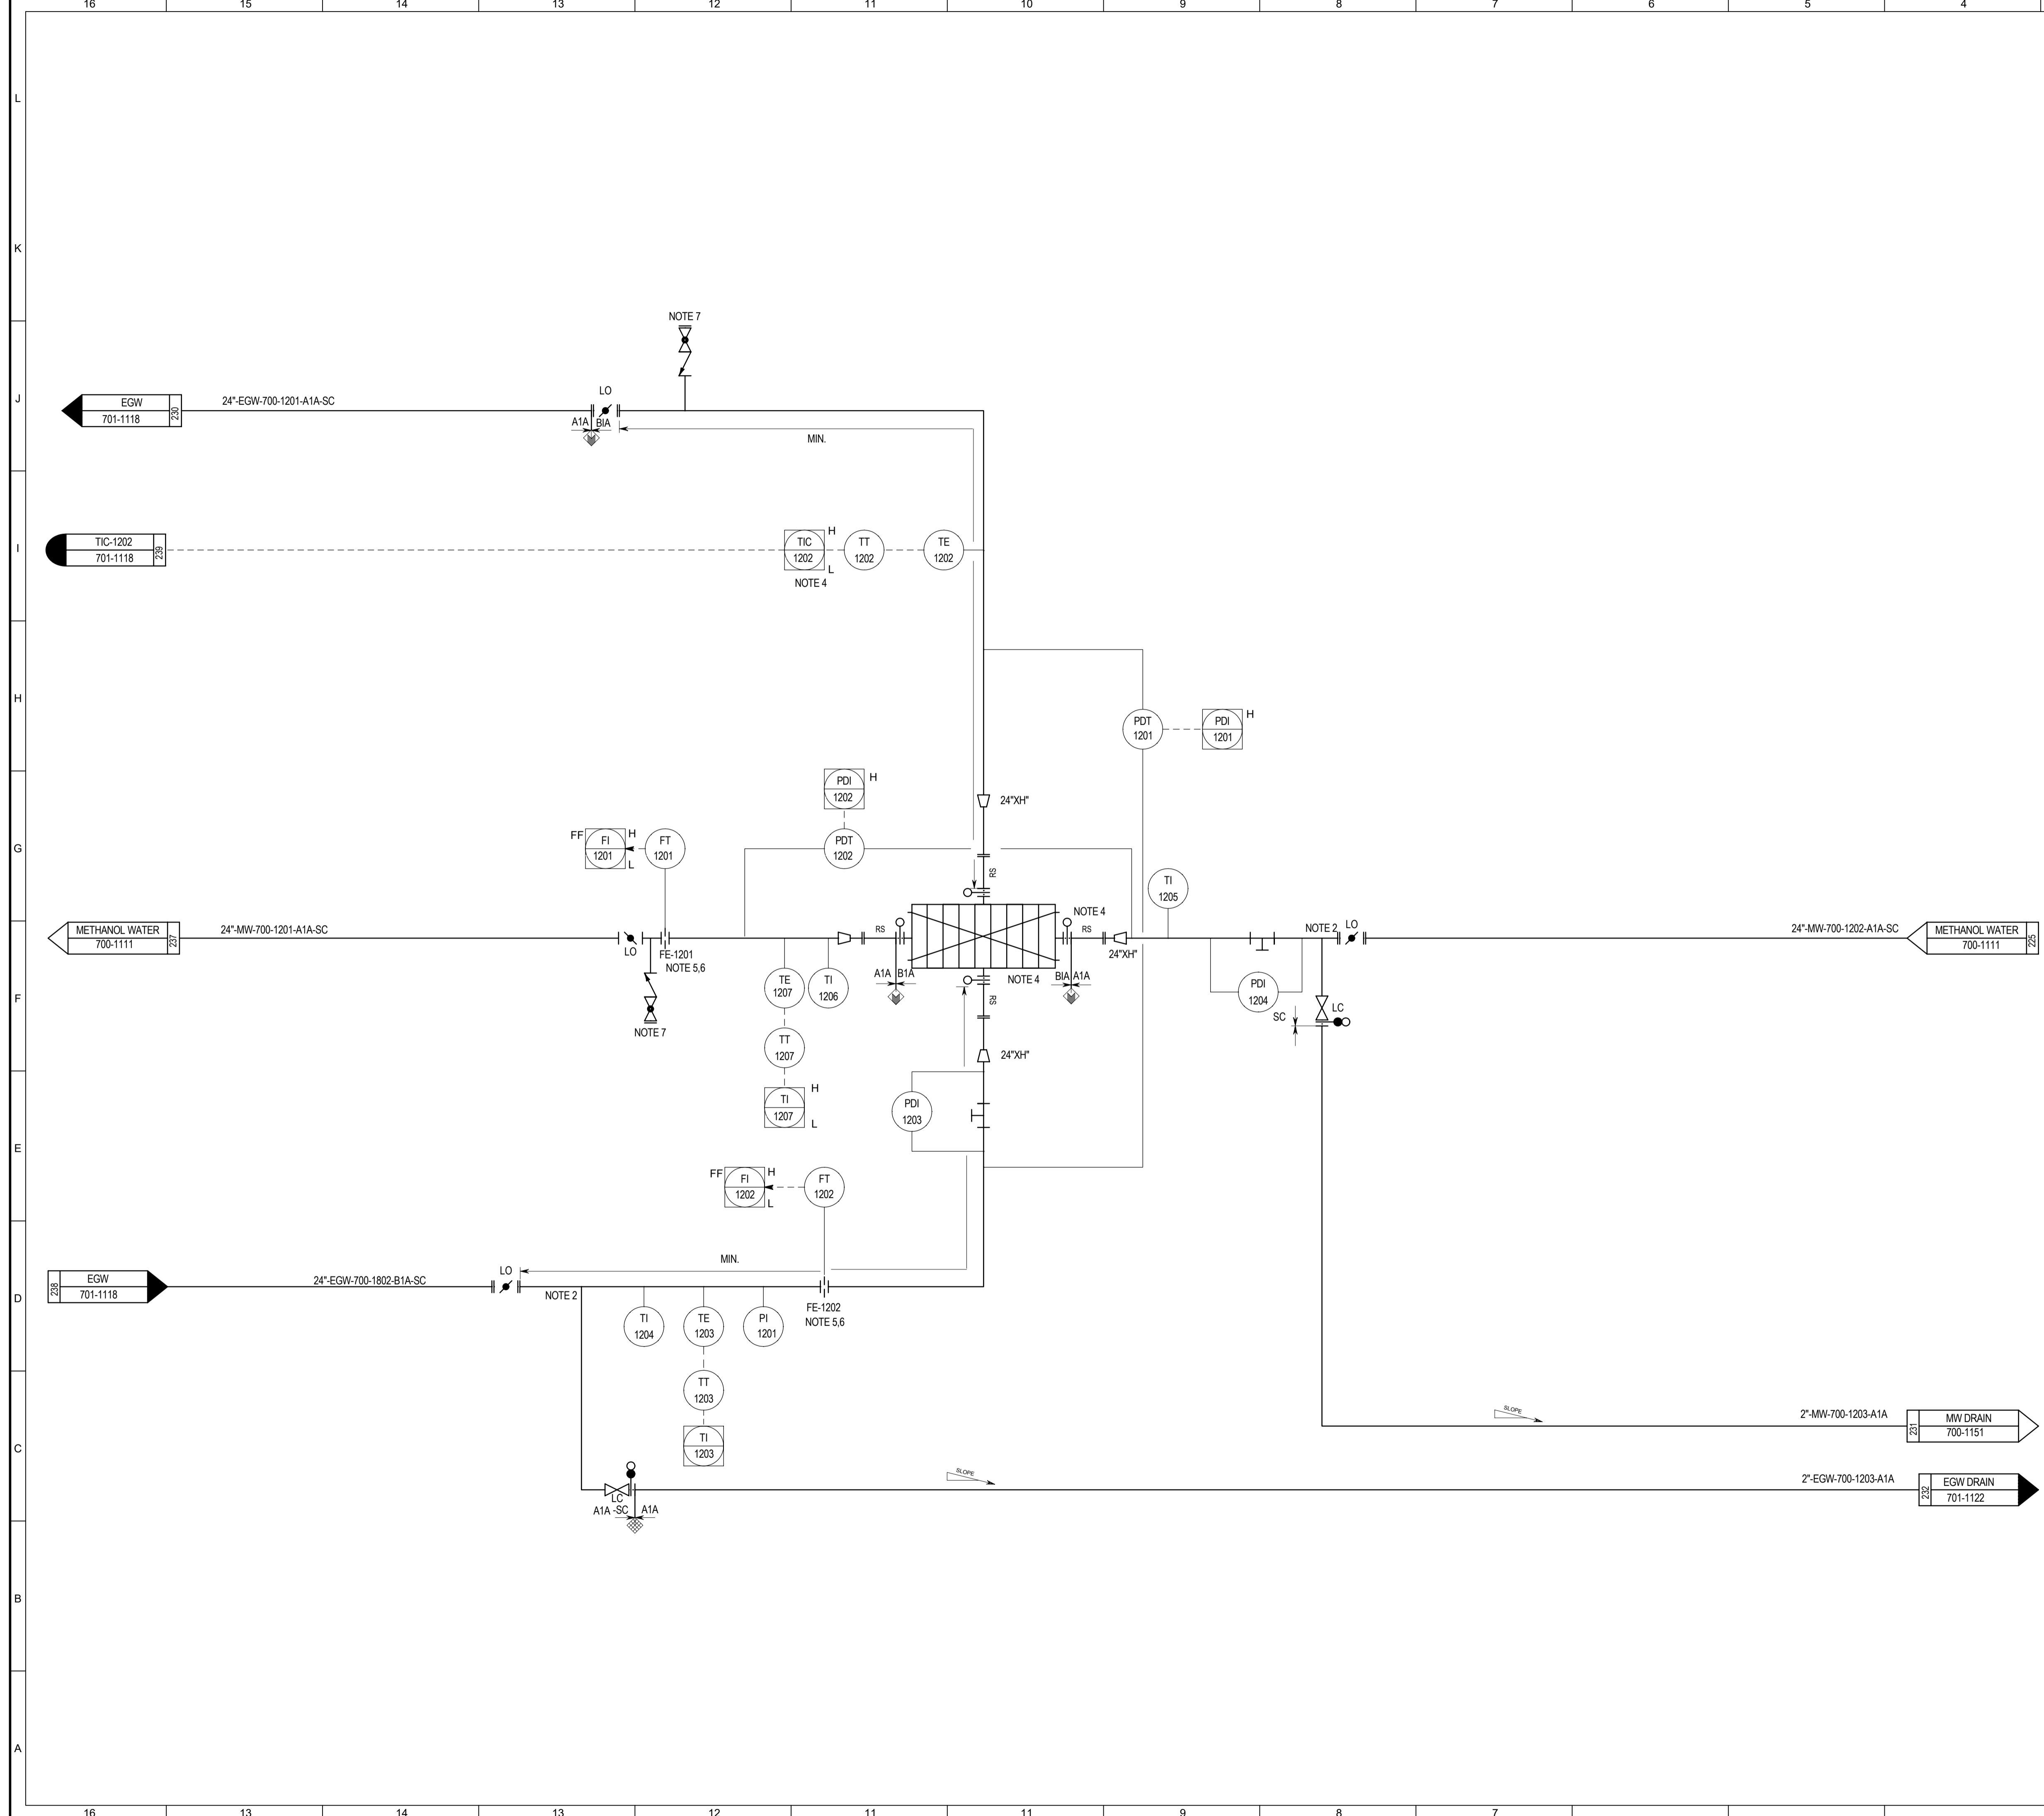 16 15 14 13 12 11 10 9 8 7 6 5 4
L
K
NOTE 7
J
EGW
701-1118
230
24"-EGW-700-1201-A1A-SC
LO
A1A BIA
MIN.
I
TIC-1202
701-1118
239
TIC
1202
H
L
NOTE 4
TT
1202
TE
1202
H
PDT
1201
PDI
1201
H
PDI
1202
H
24"XH"
G
FF
FI
1201
H
L
FT
1201
PDT
1202
RS
TI
1205
NOTE 4
METHANOL WATER
700-1111
237
24"-MW-700-1201-A1A-SC
LO
FE-1201
NOTE 5,6
RS
RS
24"XH"
NOTE 2
LO
24"-MW-700-1202-A1A-SC
METHANOL WATER
700-1111
225
F
NOTE 7
TE
1207
TI
1206
A1A B1A
NOTE 4
BIA A1A
RS
PDI
1204
LC
SC
TT
1207
24"XH"
TI
1207
H
L
PDI
1203
E
FF
FI
1202
H
L
FT
1202
MIN.
D
238
EGW
701-1118
24"-EGW-700-1802-B1A-SC
LO
NOTE 2
FE-1202
NOTE 5,6
TI
1204
TE
1203
PI
1201
TT
1203
C
TI
1203
SLOPE
2"-MW-700-1203-A1A
231
MW DRAIN
700-1151
SLOPE
2"-EGW-700-1203-A1A
232
EGW DRAIN
701-1122
LC
A1A -SC A1A
B
A
16 13 14 13 12 11 11 9 8 7